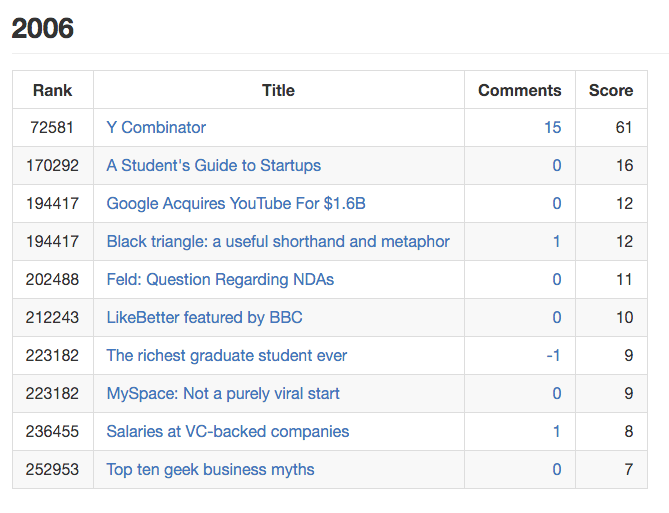 2006
Rank Title Comments Score
72581 Y Combinator 15 61
170292 A Student's Guide to Startups 0 16
194417 Google Acquires YouTube For $1.6B 0 12
194417 Black triangle: a useful shorthand and metaphor 1 12
202488 Feld: Question Regarding NDAs 0 11
212243 LikeBetter featured by BBC 0 10
223182 The richest graduate student ever -1 9
223182 MySpace: Not a purely viral start 0 9
236455 Salaries at VC-backed companies 1 8
252953 Top ten geek business myths 0 7